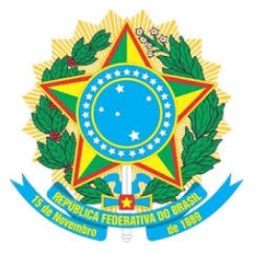 REPÚBLICA FEDERATIVA DO BRASIL
15 de Novembro
de 1889